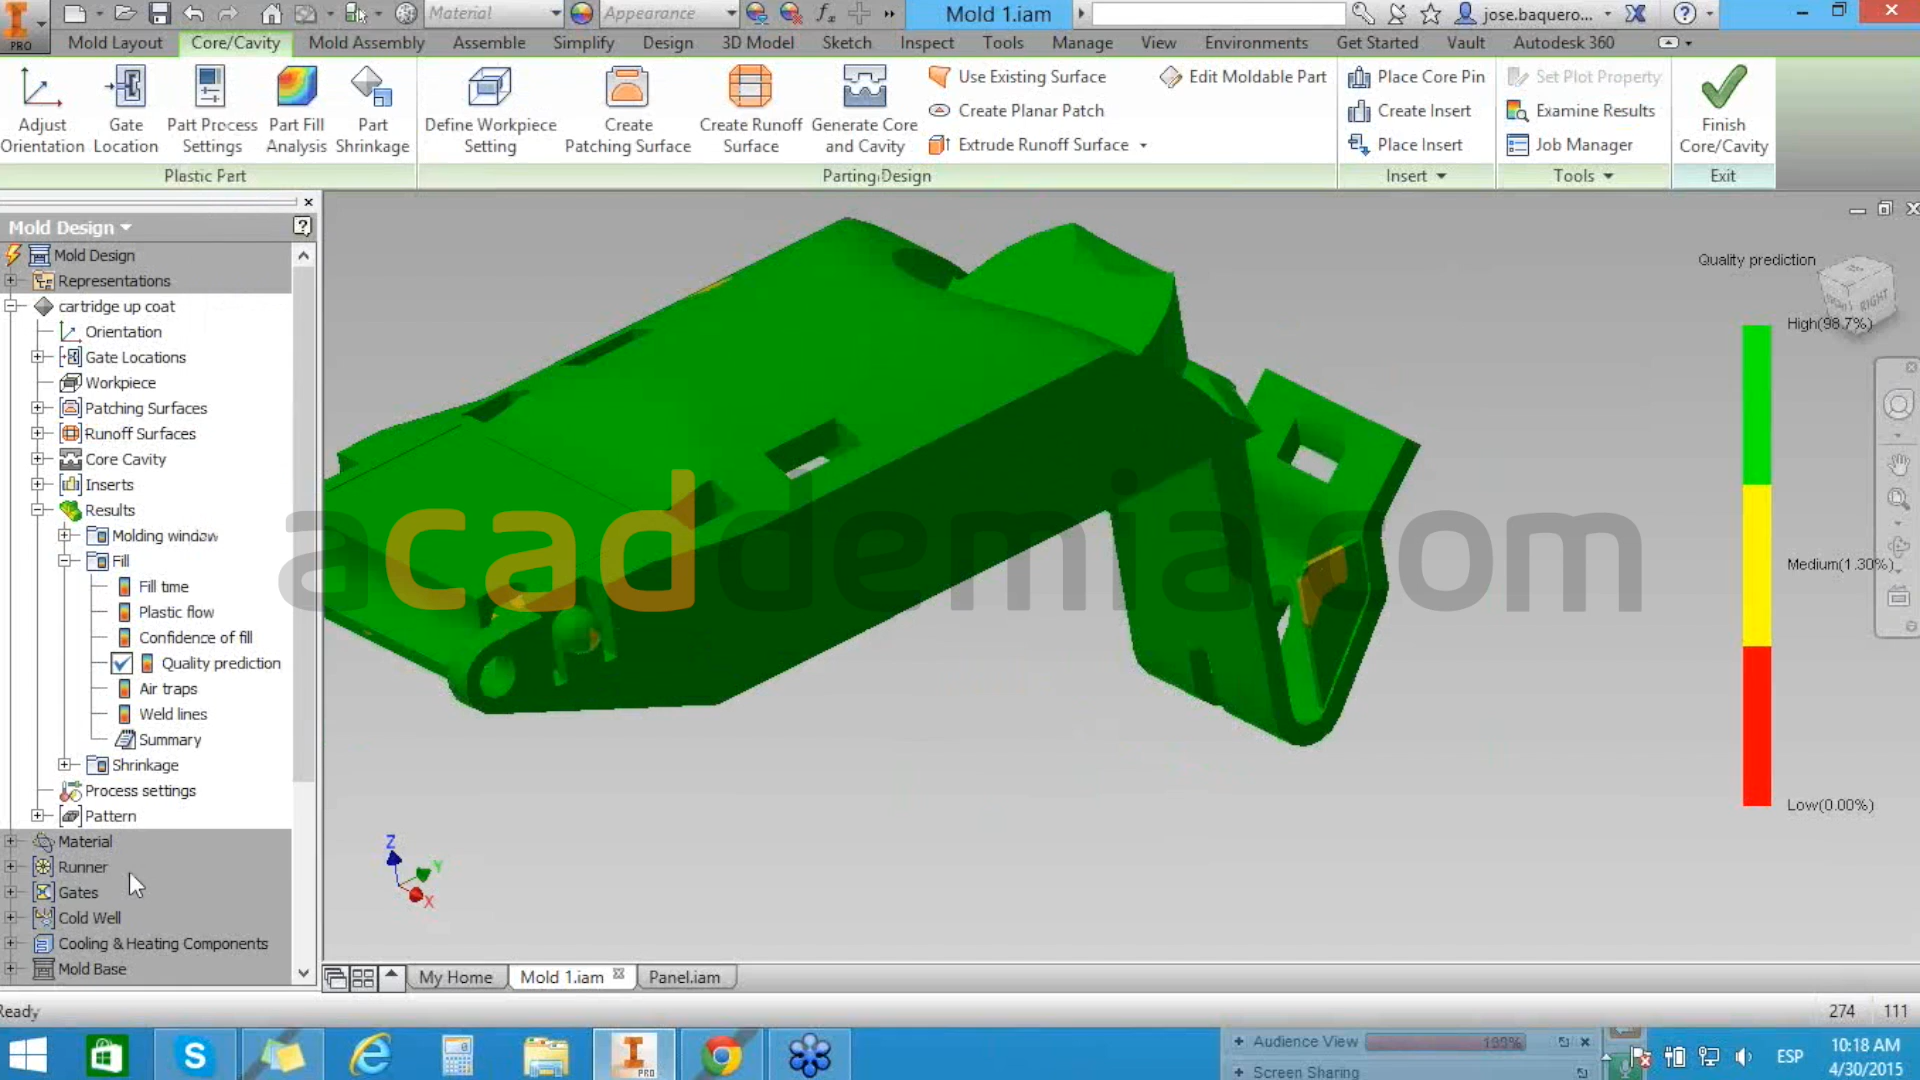 Material
Appearance
Mold 1.iam
jose.baquero...
PRO
Mold Layout
Core/Cavity
Mold Assembly
Assemble
Simplify
Design
3D Model
Sketch
Inspect
Tools
Manage
View
Environments
Get Started
Vault
Autodesk 360
Adjust
Orientation
Gate
Location
Part Process
Settings
Part Fill
Analysis
Part
Shrinkage
Define Workpiece
Setting
Create
Patching Surface
Create Runoff
Surface
Generate Core
and Cavity
Use Existing Surface
Create Planar Patch
Extrude Runoff Surface
Edit Moldable Part
Place Core Pin
Create Insert
Place Insert
Set Plot Property
Examine Results
Job Manager
Finish
Core/Cavity
Plastic Part
Parting Design
Insert
Tools
Exit
Mold Design
Mold Design
Representations
cartridge up coat
Orientation
Gate Locations
Workpiece
Patching Surfaces
Runoff Surfaces
Core Cavity
Inserts
Results
Molding window
Fill
Fill time
Plastic flow
Confidence of fill
Quality prediction
Air traps
Weld lines
Summary
Shrinkage
Process settings
Pattern
Material
Runner
Gates
Cold Well
Cooling & Heating Components
Mold Base
Quality prediction
RIGHT
High(98.7%)
Medium(1.30%)
Low(0.00%)
acaddemia.com
Z
Y
X
My Home
Mold 1.iam
Panel.iam
Ready
274
111
Audience View
199%
Screen Sharing
PRO
ESP
10:18 AM
4/30/2015